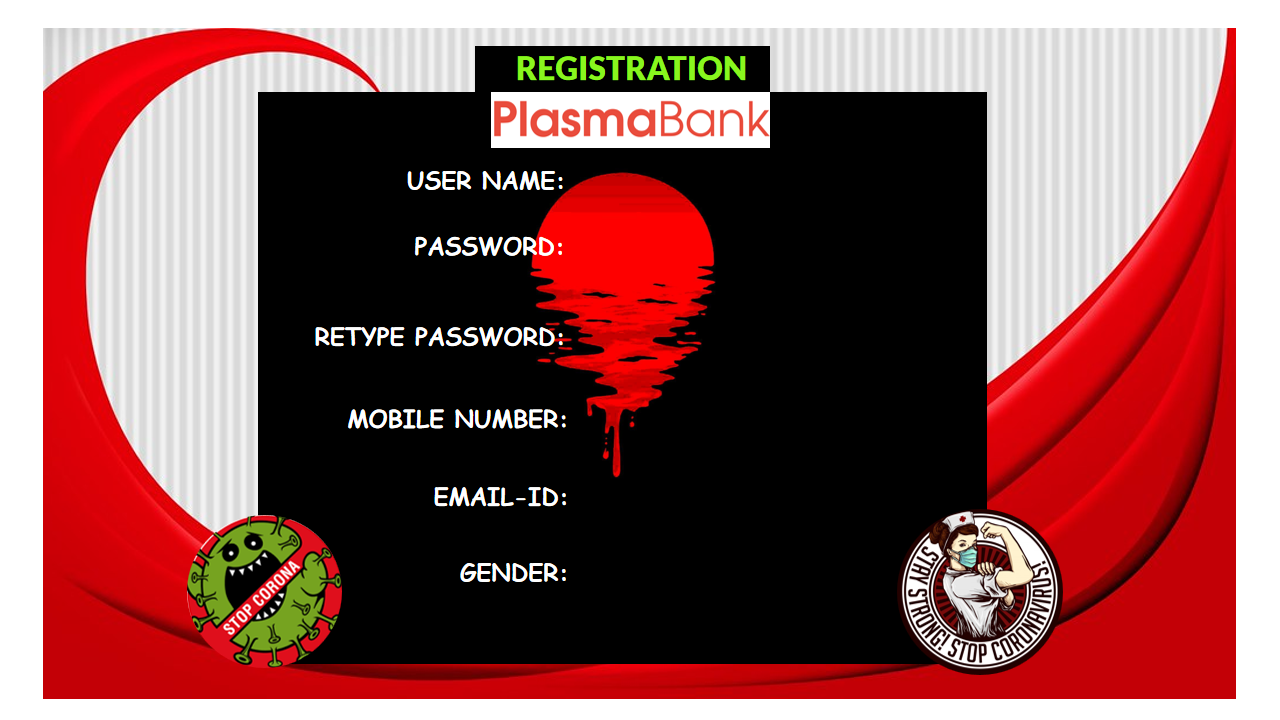 REGISTRATION
PlasmaBank
USER NAME:
PASSWORD:
RETYPE PASSWORD:
MOBILE NUMBER:
EMAIL-ID:
GENDER:
STOP CORONA
STAY STRONG! STOP CORONAVIRUS!